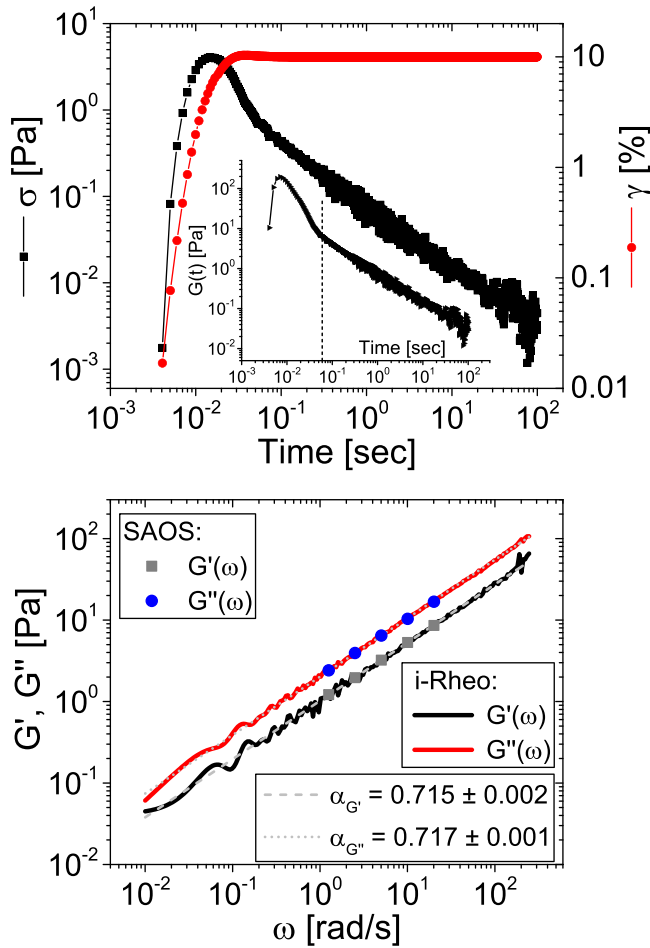 10¹
10⁰
10⁻¹
10⁻²
10⁻³
σ [Pa]
10
1
0.1
0.01
γ [%]
10²
10¹
10⁰
10⁻¹
10⁻²
G(t) [Pa]
Time [sec]
10⁻³ 10⁻² 10⁻¹ 10⁰ 10¹ 10²
10⁻³ 10⁻² 10⁻¹ 10⁰ 10¹ 10²
Time [sec]
10²
10¹
10⁰
10⁻¹
10⁻²
G', G" [Pa]
SAOS:
G'(ω)
G"(ω)
i-Rheo:
G'(ω)
G"(ω)
α_G' = 0.715 ± 0.002
α_G" = 0.717 ± 0.001
10⁻² 10⁻¹ 10⁰ 10¹ 10²
ω [rad/s]